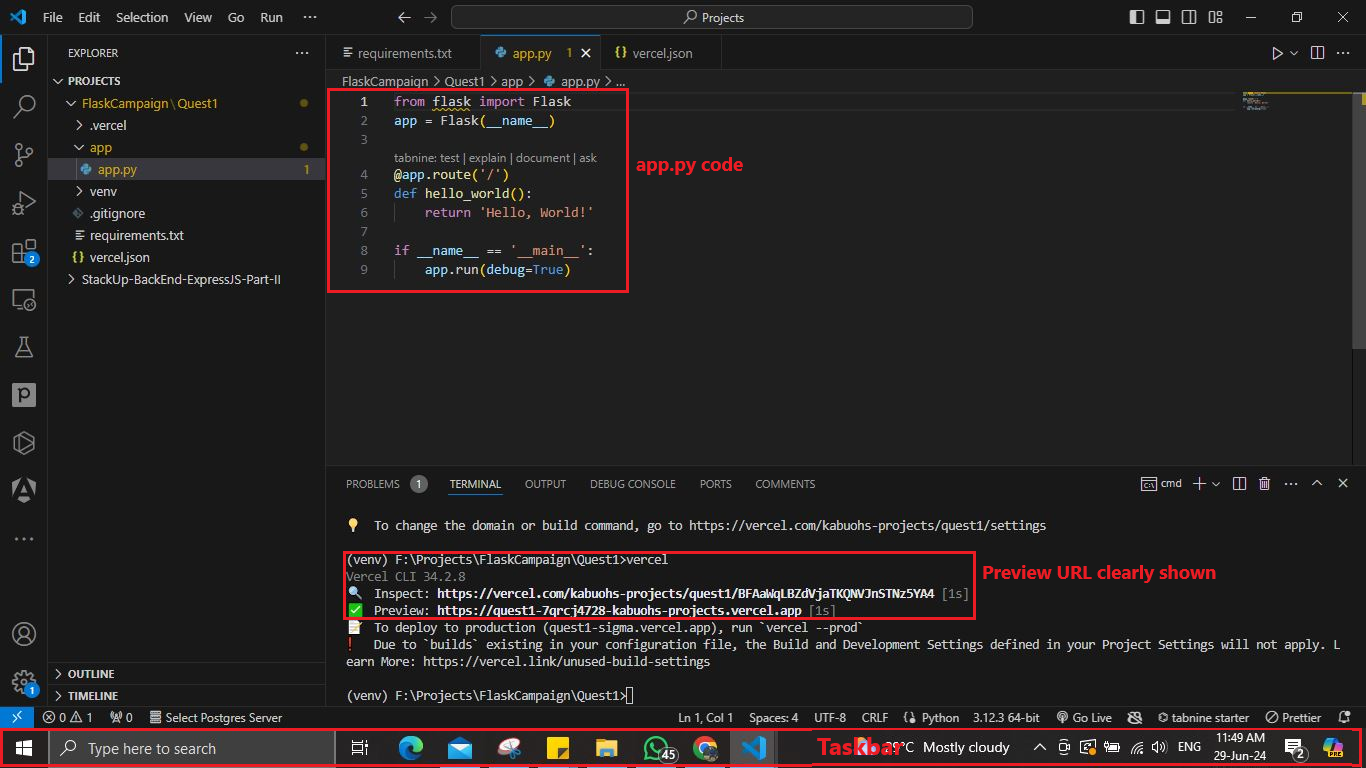 File Edit Selection View Go Run ···
Projects
EXPLORER ···
PROJECTS
FlaskCampaign \ Quest1
.vercel
app
app.py 1
venv
.gitignore
requirements.txt
vercel.json
StackUp-BackEnd-ExpressJS-Part-II
OUTLINE
TIMELINE
2
1
requirements.txt app.py 1 vercel.json
FlaskCampaign > Quest1 > app > app.py > ...
1 from flask import Flask
2 app = Flask(__name__)
3
tabnine: test | explain | document | ask
4 @app.route('/')
5 def hello_world():
6 return 'Hello, World!'
7
8 if __name__ == '__main__':
9 app.run(debug=True)
app.py code
PROBLEMS 1 TERMINAL OUTPUT DEBUG CONSOLE PORTS COMMENTS cmd
To change the domain or build command, go to https://vercel.com/kabuohs-projects/quest1/settings
(venv) F:\Projects\FlaskCampaign\Quest1>vercel
Vercel CLI 34.2.8
Inspect: https://vercel.com/kabuohs-projects/quest1/BFAaWqLBZdVjaTKQNVJnSTNz5YA4 [1s]
Preview: https://quest1-7qrcj4728-kabuohs-projects.vercel.app [1s]
Preview URL clearly shown
To deploy to production (quest1-sigma.vercel.app), run `vercel --prod`
Due to `builds` existing in your configuration file, the Build and Development Settings defined in your Project Settings will not apply. L
earn More: https://vercel.link/unused-build-settings
(venv) F:\Projects\FlaskCampaign\Quest1>
0 1 0 Select Postgres Server Ln 1, Col 1 Spaces: 4 UTF-8 CRLF Python 3.12.3 64-bit Go Live tabnine starter Prettier
Type here to search 45 Taskbar Mostly cloudy ENG 11:49 AM
29-Jun-24
2
PRE